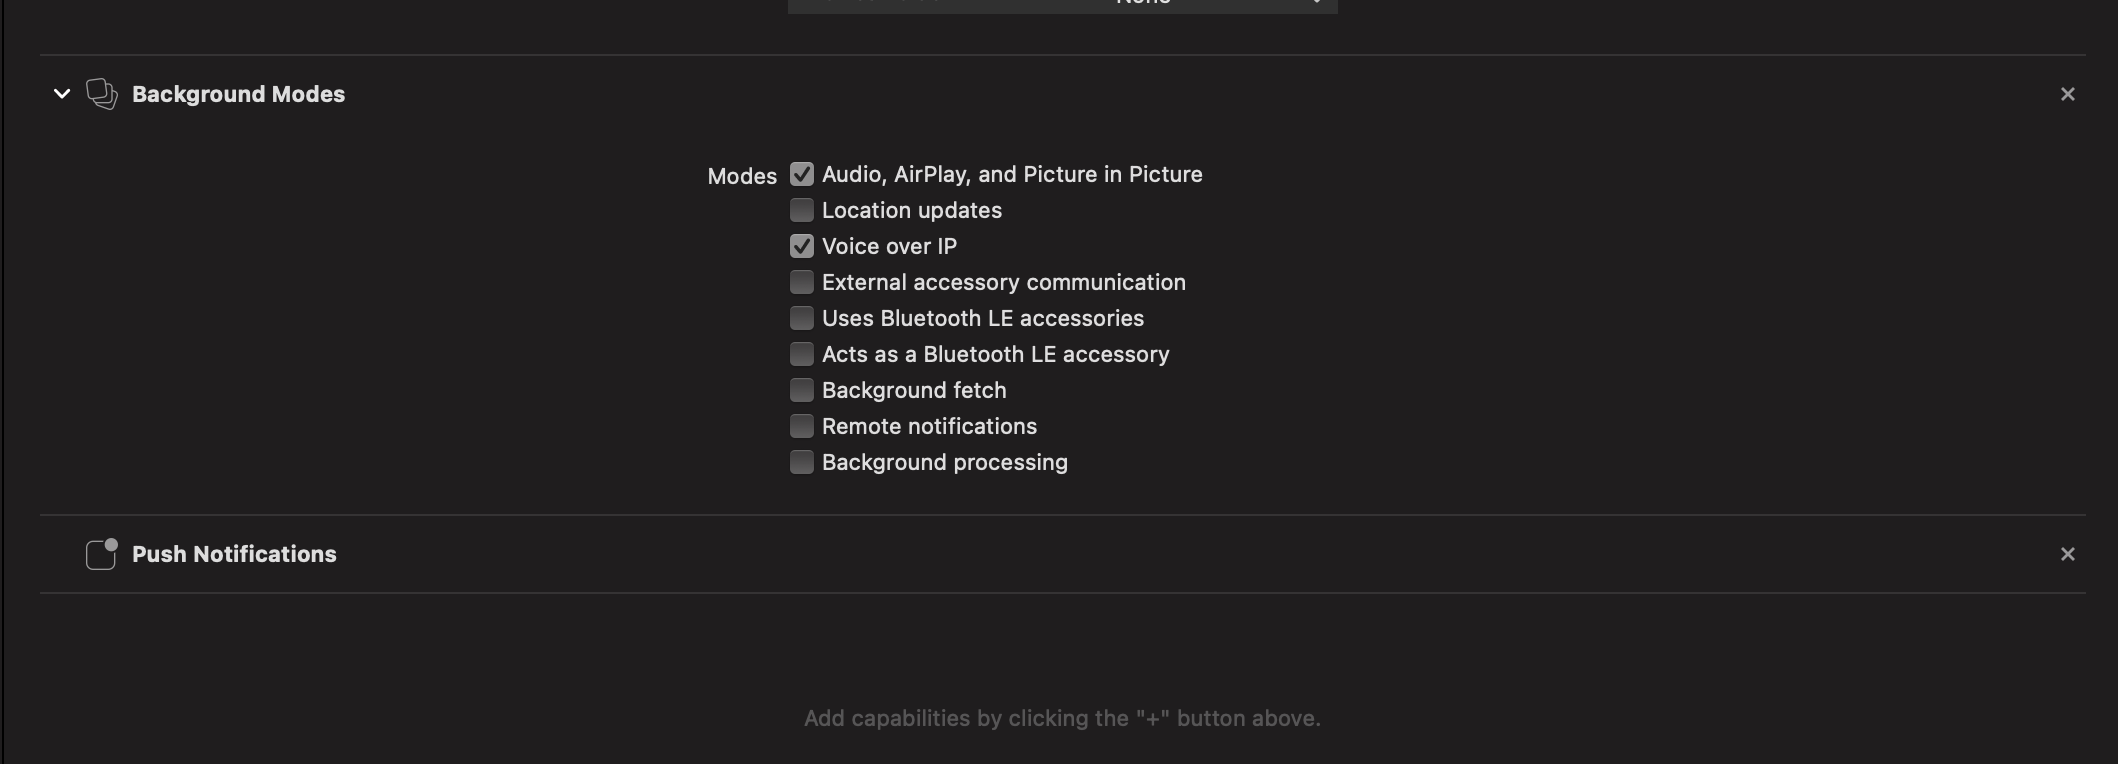 None
Background Modes
Modes
Audio, AirPlay, and Picture in Picture
Location updates
Voice over IP
External accessory communication
Uses Bluetooth LE accessories
Acts as a Bluetooth LE accessory
Background fetch
Remote notifications
Background processing
Push Notifications
Add capabilities by clicking the "+" button above.